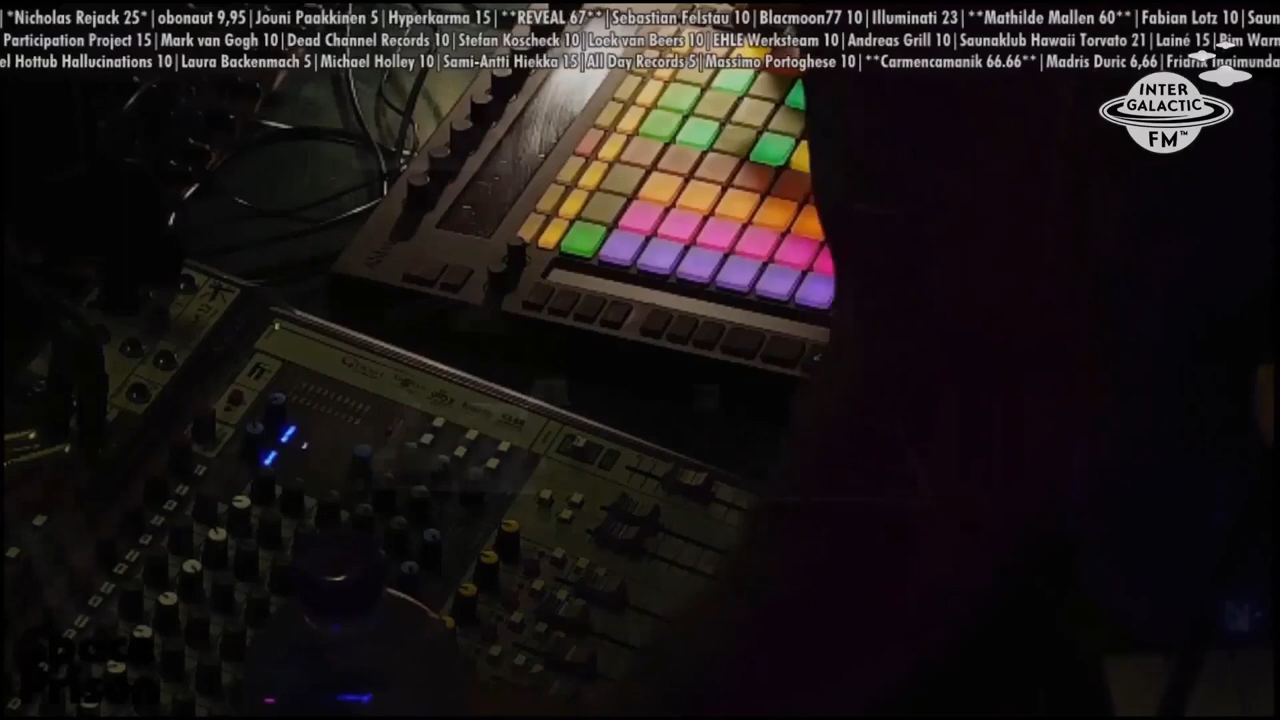 | *Nicholas Rejack 25* | obonaut 9,95 | Jouni Paakkinen 5 | Hyperkarma 15 | **REVEAL 67** | Sebastian Felstau 10 | Blacmoon77 10 | Illuminati 23 | **Mathilde Mallen 60** | Fabian Lotz 10 | Saun
Participation Project 15 | Mark van Gogh 10 | Dead Channel Records 10 | Stefan Koscheck 10 | Loek van Beers 10 | EHLE Werksteam 10 | Andreas Grill 10 | Saunaklub Hawaii Torvato 21 | Lainé 15 | Pim Warn
el Hottub Hallucinations 10 | Laura Backenmach 5 | Michael Holley 10 | Sami-Antti Hiekka 15 | All Day Records 5 | Massimo Portoghese 10 | **Carmencamanik 66.66** | Madris Duric 6,66 |
INTER
GALACTIC
FM™
Space
Prison